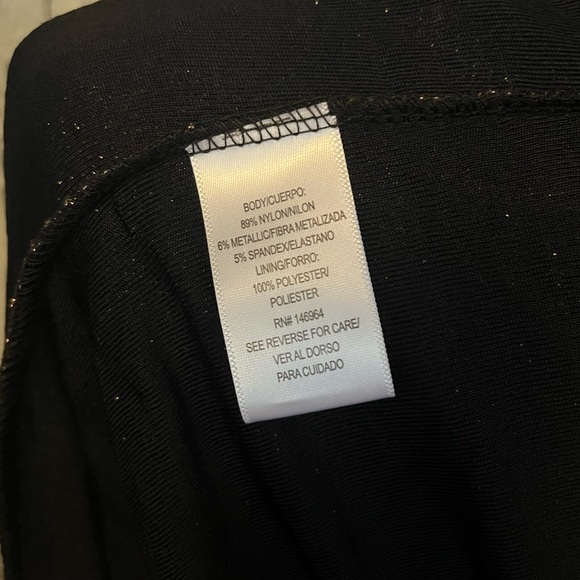 BODY/CUERPO:
89% NYLON/NILON
6% METALLIC/FIBRA METALIZADA
5% SPANDEX/ELASTANO
LINING/FORRO:
100% POLYESTER/
POLIESTER
RN# 146964
SEE REVERSE FOR CARE/
VER AL DORSO
PARA CUIDADO